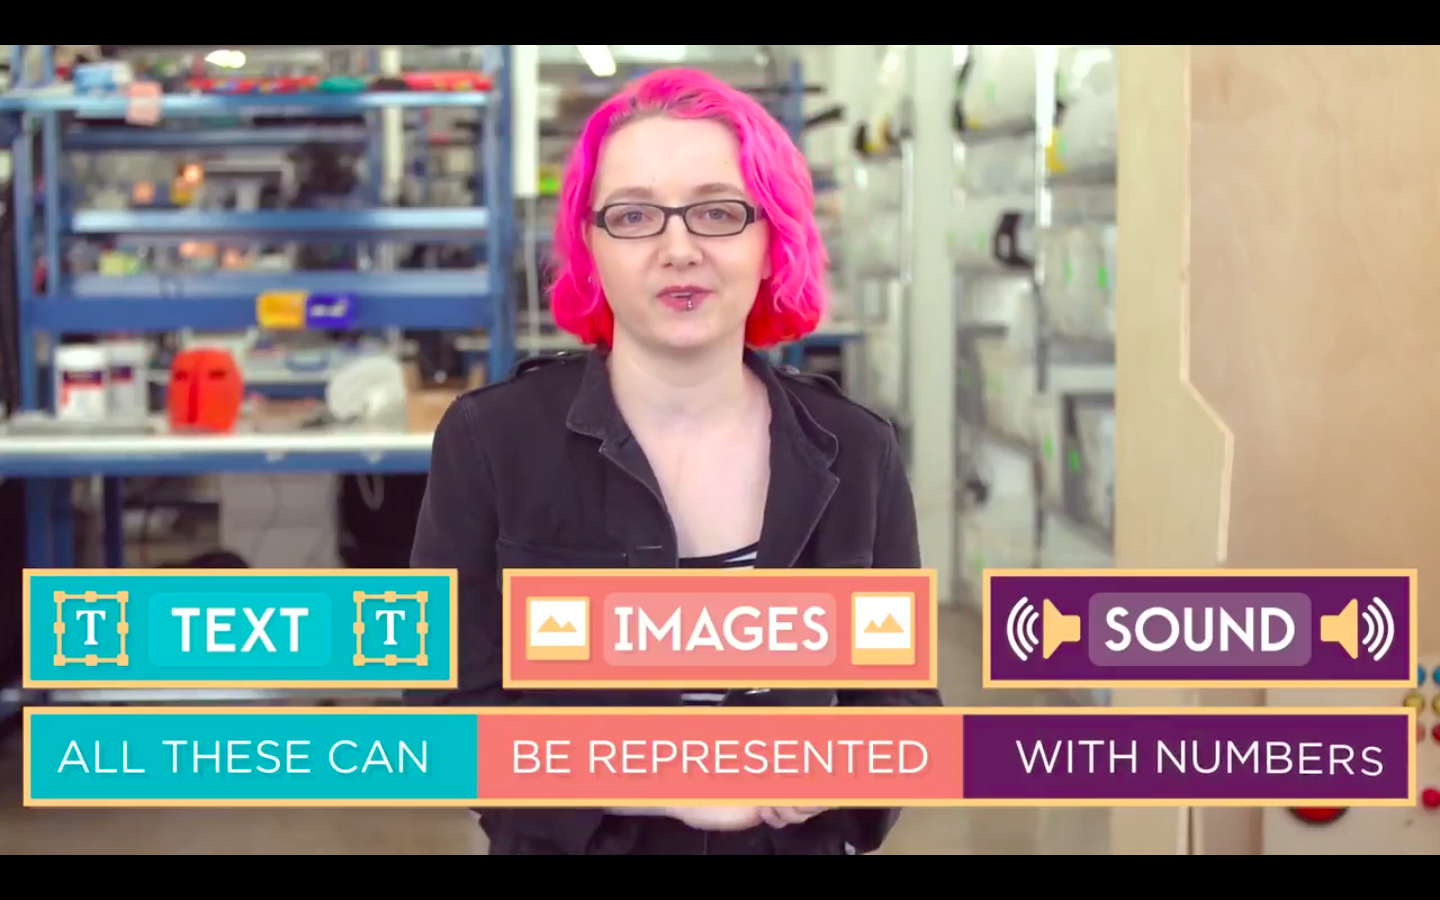 T TEXT T
IMAGES
SOUND
ALL THESE CAN BE REPRESENTED WITH NUMBERS